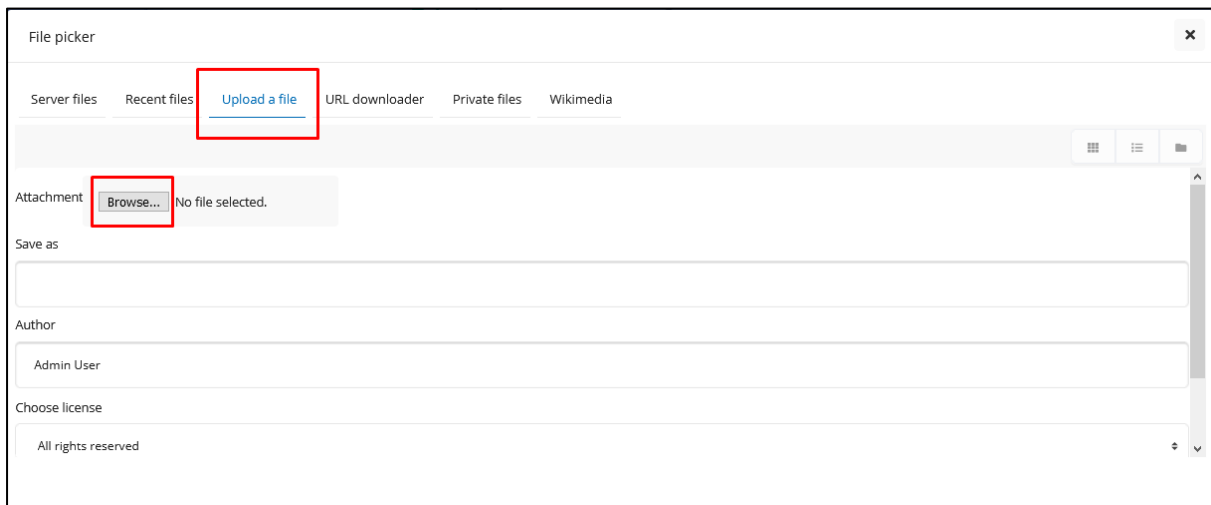 File picker
Server files Recent files Upload a file URL downloader Private files Wikimedia
Attachment Browse... No file selected.
Save as
Author
Admin User
Choose license
All rights reserved